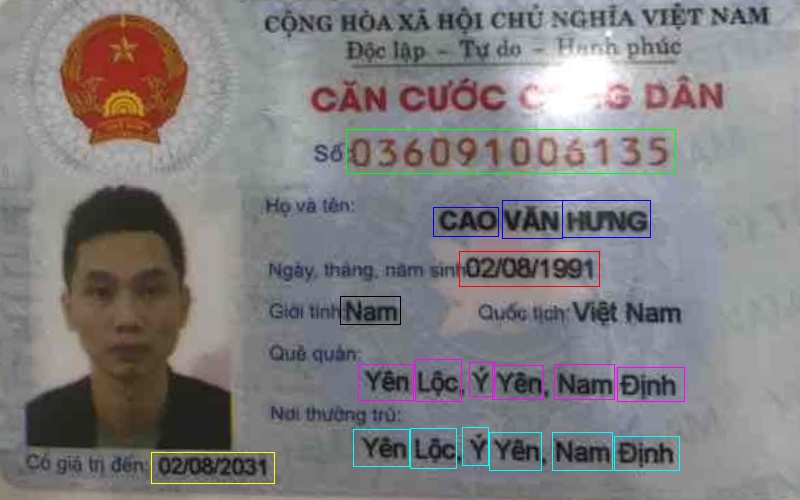 CỘNG HÒA XÃ HỘI CHỦ NGHĨA VIỆT NAM
Độc lập - Tự do - Hạnh phúc
CĂN CƯỚC CÔNG DÂN
Số: 036091006135
Họ và tên:
CAO VĂN HƯNG
Ngày, tháng, năm sinh: 02/08/1991
Giới tính: Nam Quốc tịch: Việt Nam
Quê quán:
Yên Lộc, Ý Yên, Nam Định
Nơi thường trú:
Yên Lộc, Ý Yên, Nam Định
Có giá trị đến: 02/08/2031